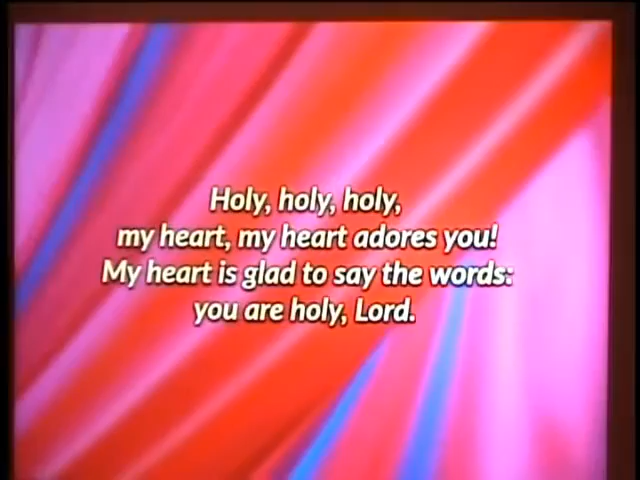 Holy, holy, holy,
my heart, my heart adores you!
My heart is glad to say the words:
you are holy, Lord.